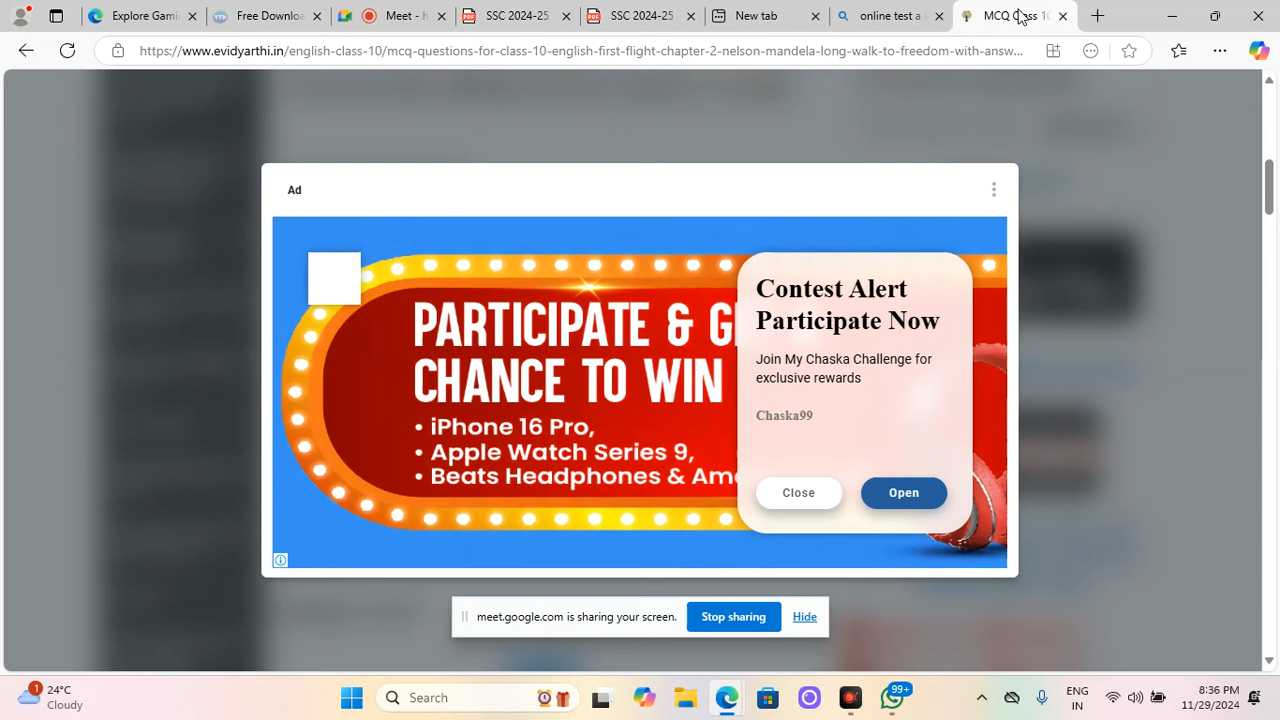 Explore Gami
www. Free Downloa
Meet - h
SSC 2024-25
SSC 2024-25
New tab
online test a l
MCQ Class 10
https://www.evidyarthi.in/english-class-10/mcq-questions-for-class-10-english-first-flight-chapter-2-nelson-mandela-long-walk-to-freedom-with-answ...
Ad
PARTICIPATE & G
CHANCE TO WIN
• iPhone 16 Pro,
• Apple Watch Series 9,
• Beats Headphones & Am
Contest Alert
Participate Now
Join My Chaska Challenge for
exclusive rewards
Chaska99
Close
Open
meet.google.com is sharing your screen.
Stop sharing
Hide
1
24°C
Cloudy
Search
99+
ENG
IN
8:36 PM
11/29/2024